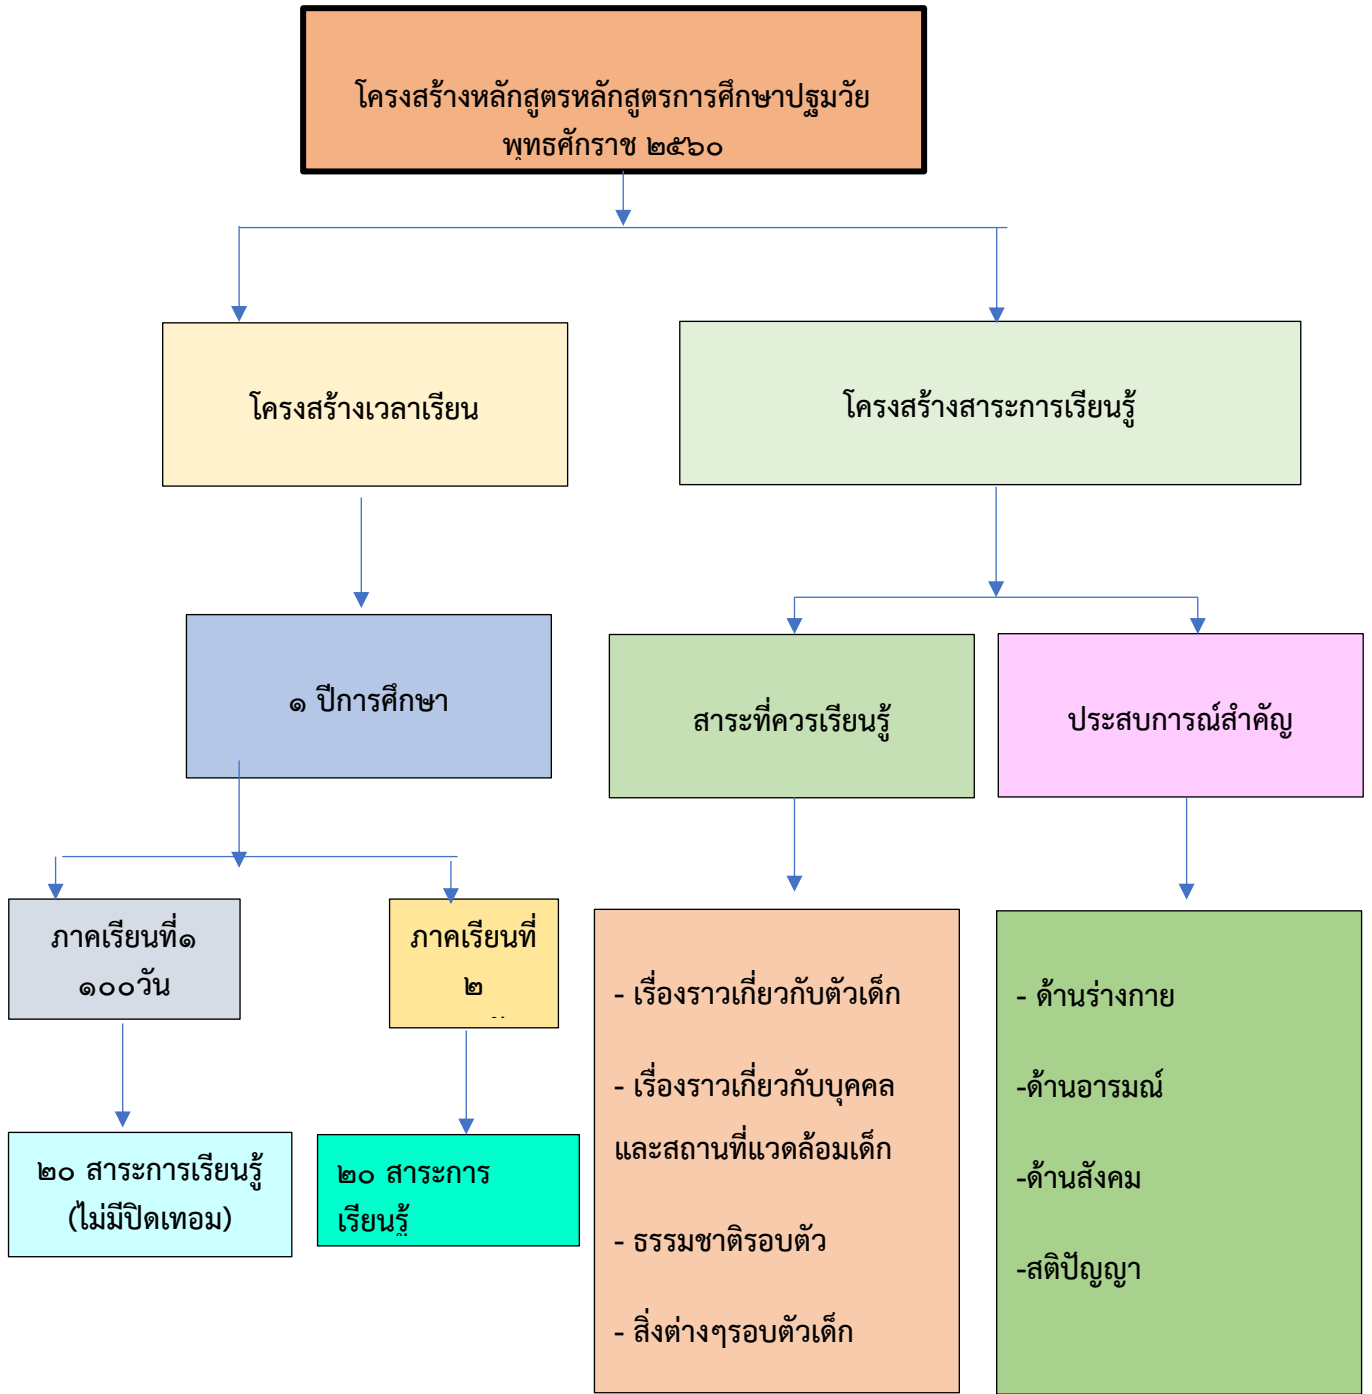 โครงสร้างหลักสูตรหลักสูตรการศึกษาปฐมวัย
พุทธศักราช ๒๕๖๐
โครงสร้างเวลาเรียน
โครงสร้างสาระการเรียนรู้
๑ ปีการศึกษา
สาระที่ควรเรียนรู้
ประสบการณ์สำคัญ
ภาคเรียนที่๑
๑๐๐วัน
ภาคเรียนที่
๒
๒๐ สาระการเรียนรู้
(ไม่มีปิดเทอม)
๒๐ สาระการ
เรียนรู้
- เรื่องราวเกี่ยวกับตัวเด็ก
- เรื่องราวเกี่ยวกับบุคคล
และสถานที่แวดล้อมเด็ก
- ธรรมชาติรอบตัว
- สิ่งต่างๆรอบตัวเด็ก
- ด้านร่างกาย
-ด้านอารมณ์
-ด้านสังคม
-สติปัญญา